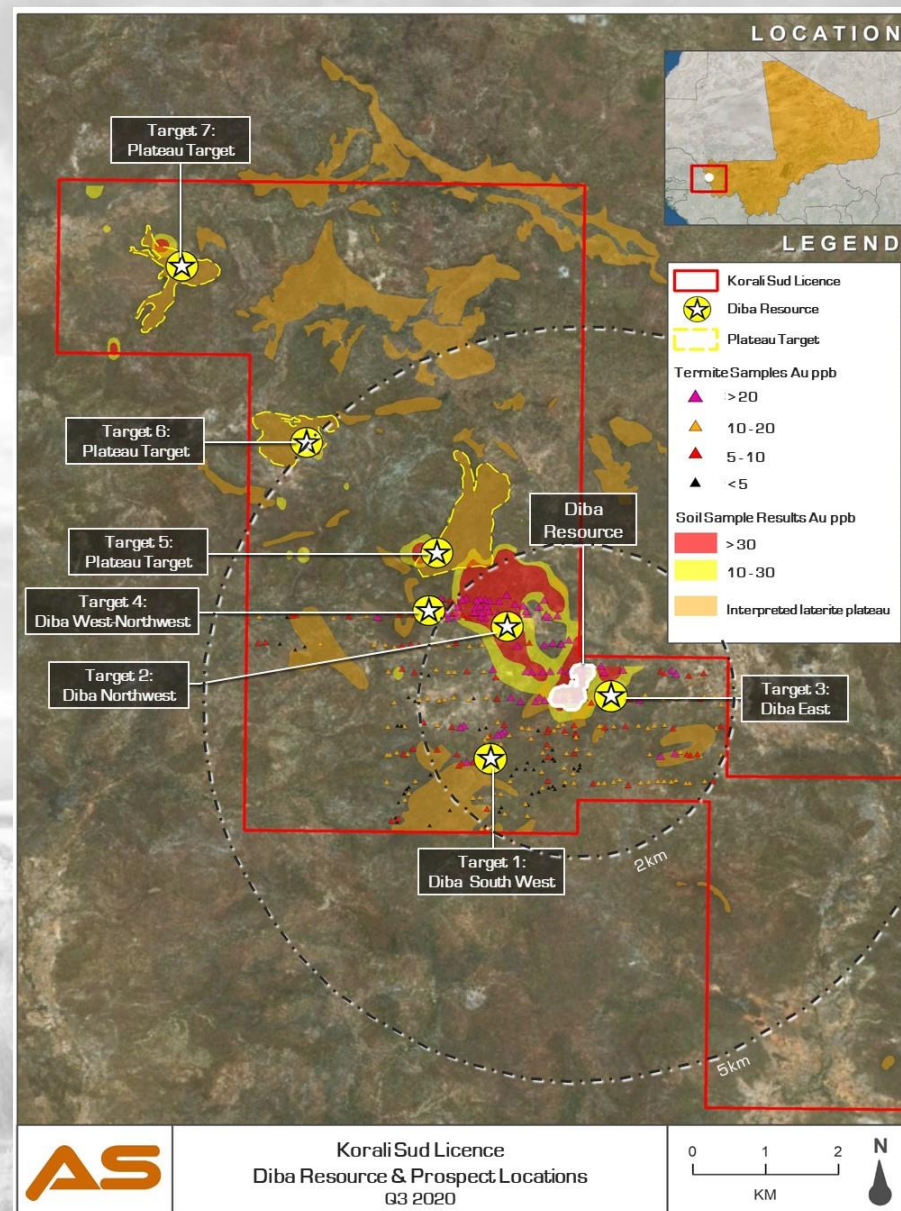 LOCATION
LEGEND
Korali Sud Licence
Diba Resource
Plateau Target
Termite Samples Au ppb
>20
10-20
5-10
<5
Soil Sample Results Au ppb
>30
10-30
Interpreted laterite plateau
Target 7:
Plateau Target
Target 6:
Plateau Target
Diba
Resource
Target 5:
Plateau Target
Target 4:
Diba West-Northwest
Target 2:
Diba Northwest
Target 3:
Diba East
Target 1:
Diba South West
2km
5km
AS
Korali Sud Licence
Diba Resource & Prospect Locations
Q3 2020
0 1 2
KM
N